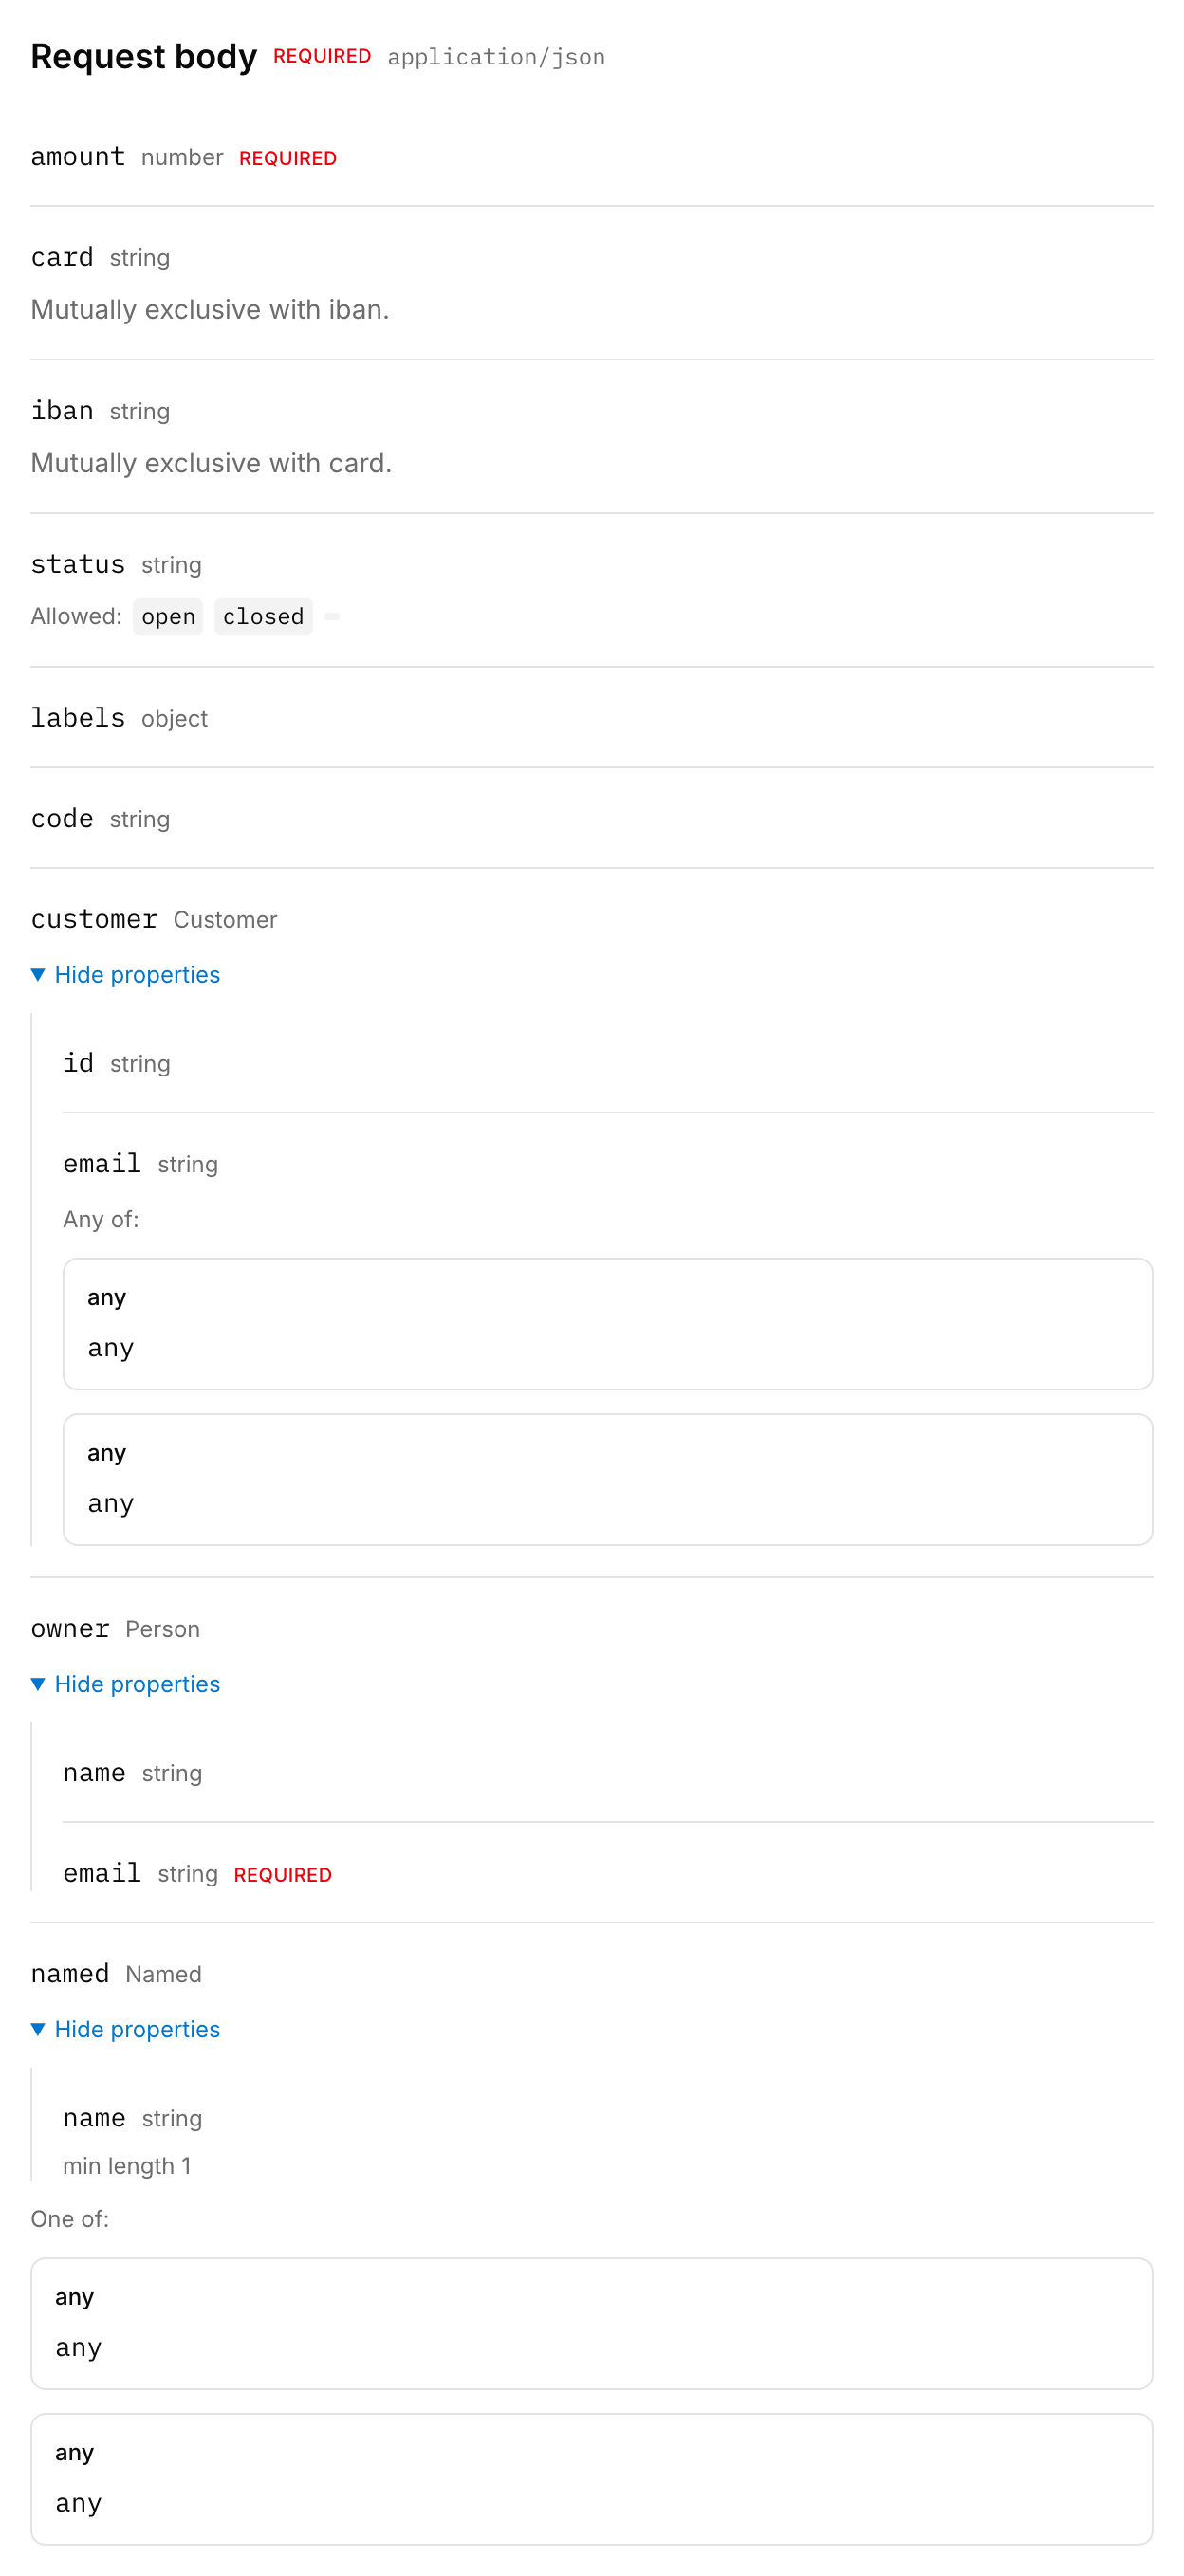 Request body REQUIRED application/json
amount number REQUIRED
card string
Mutually exclusive with iban.
iban string
Mutually exclusive with card.
status string
Allowed: open closed
labels object
code string
customer Customer
▼ Hide properties
id string
email string
Any of:
any
any
any
any
owner Person
▼ Hide properties
name string
email string REQUIRED
named Named
▼ Hide properties
name string
min length 1
One of:
any
any
any
any